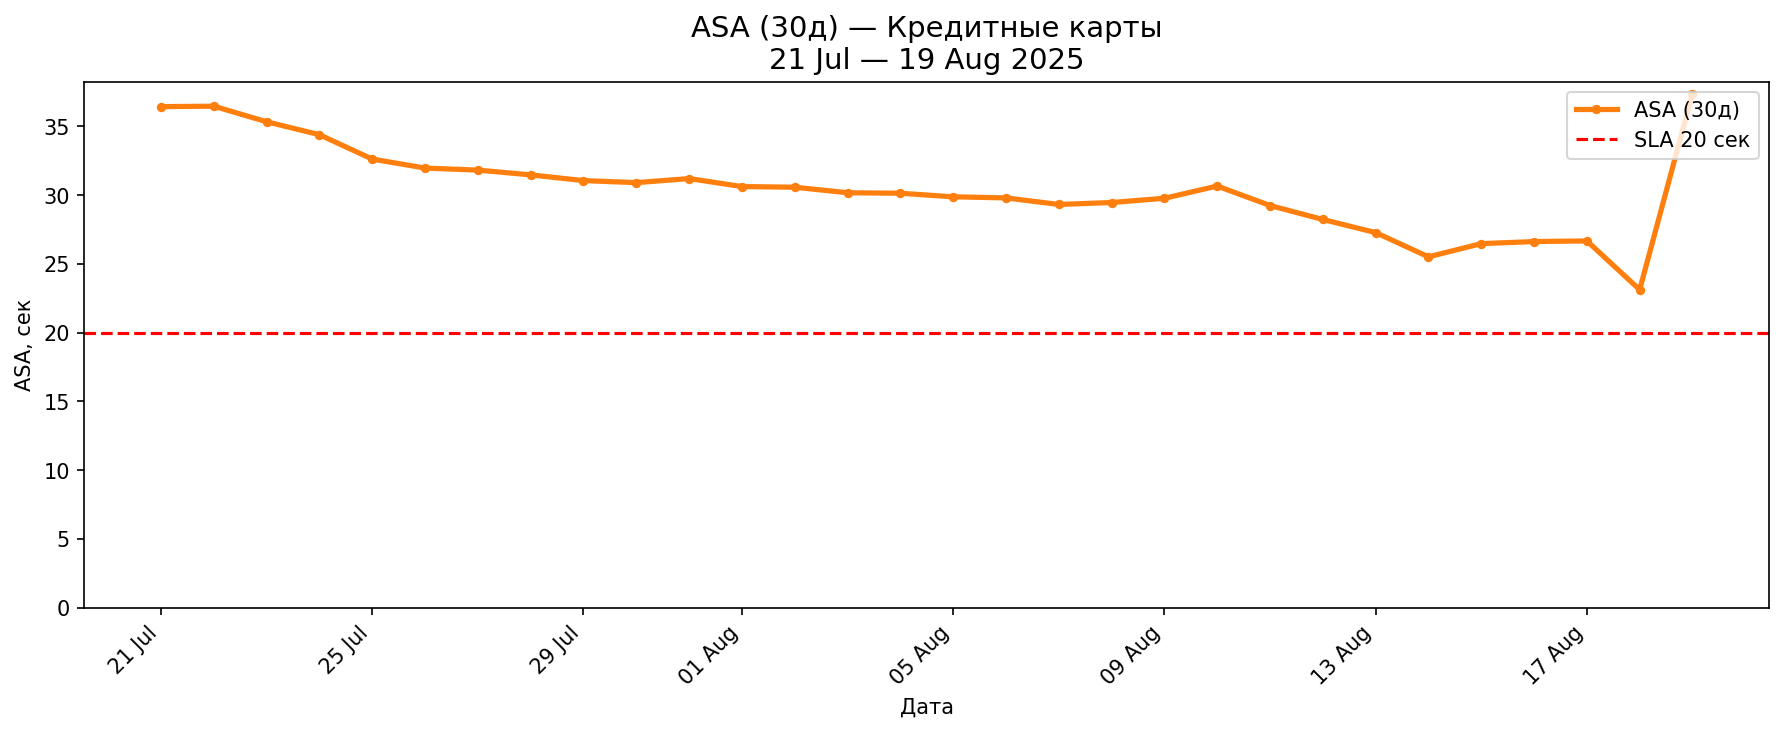 ASA (30д) — Кредитные карты
21 Jul — 19 Aug 2025
ASA (30д)
SLA 20 сек
ASA, сек
35
30
25
20
15
10
5
0
21 Jul
25 Jul
29 Jul
01 Aug
05 Aug
09 Aug
13 Aug
17 Aug
Дата